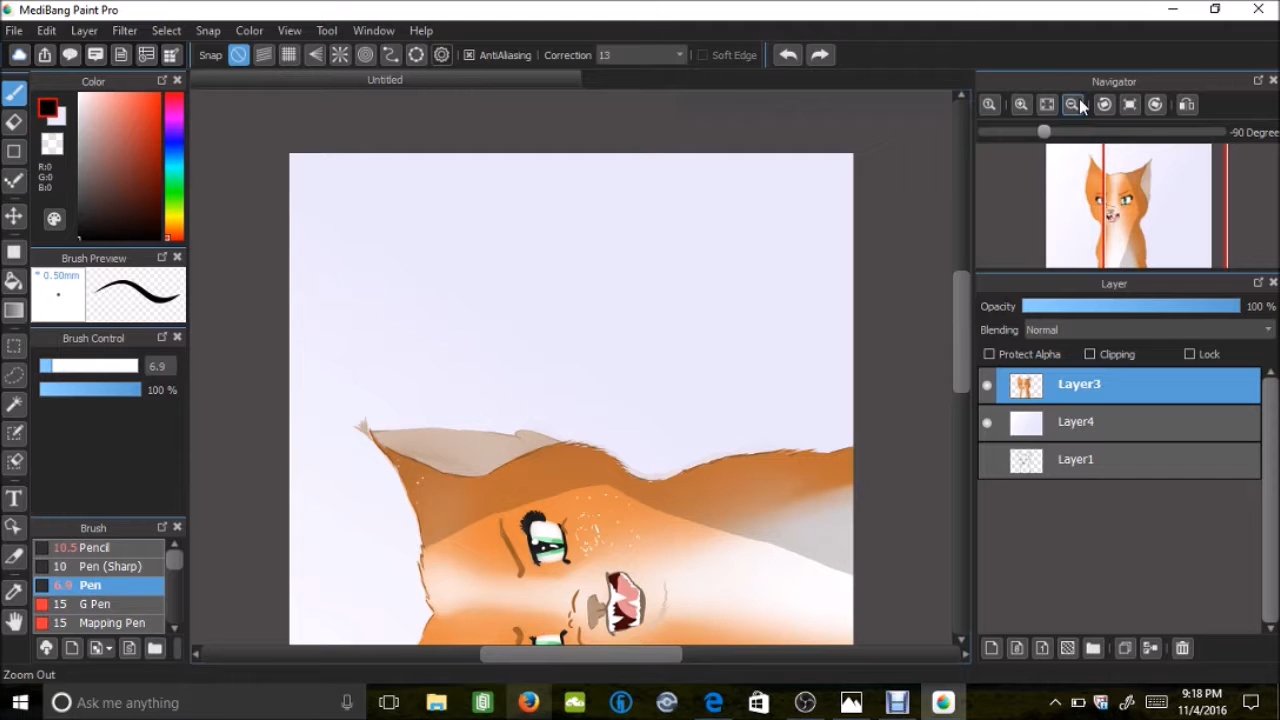 MediBang Paint Pro
File Edit Layer Filter Select Snap Color View Tool Window Help
Snap AntiAliasing Correction 13 Soft Edge
Color Untitled Navigator
R:0
G:0
B:0
-90 Degree
Brush Preview
* 0.50mm
Layer
Opacity 100 %
Blending Normal
Brush Control
Protect Alpha Clipping Lock
6.9
100 %
Layer3
Layer4
Layer1
Brush
10.5 Pencil
10 Pen (Sharp)
6.9 Pen
15 G Pen
15 Mapping Pen
Zoom Out
Ask me anything
9:18 PM
11/4/2016